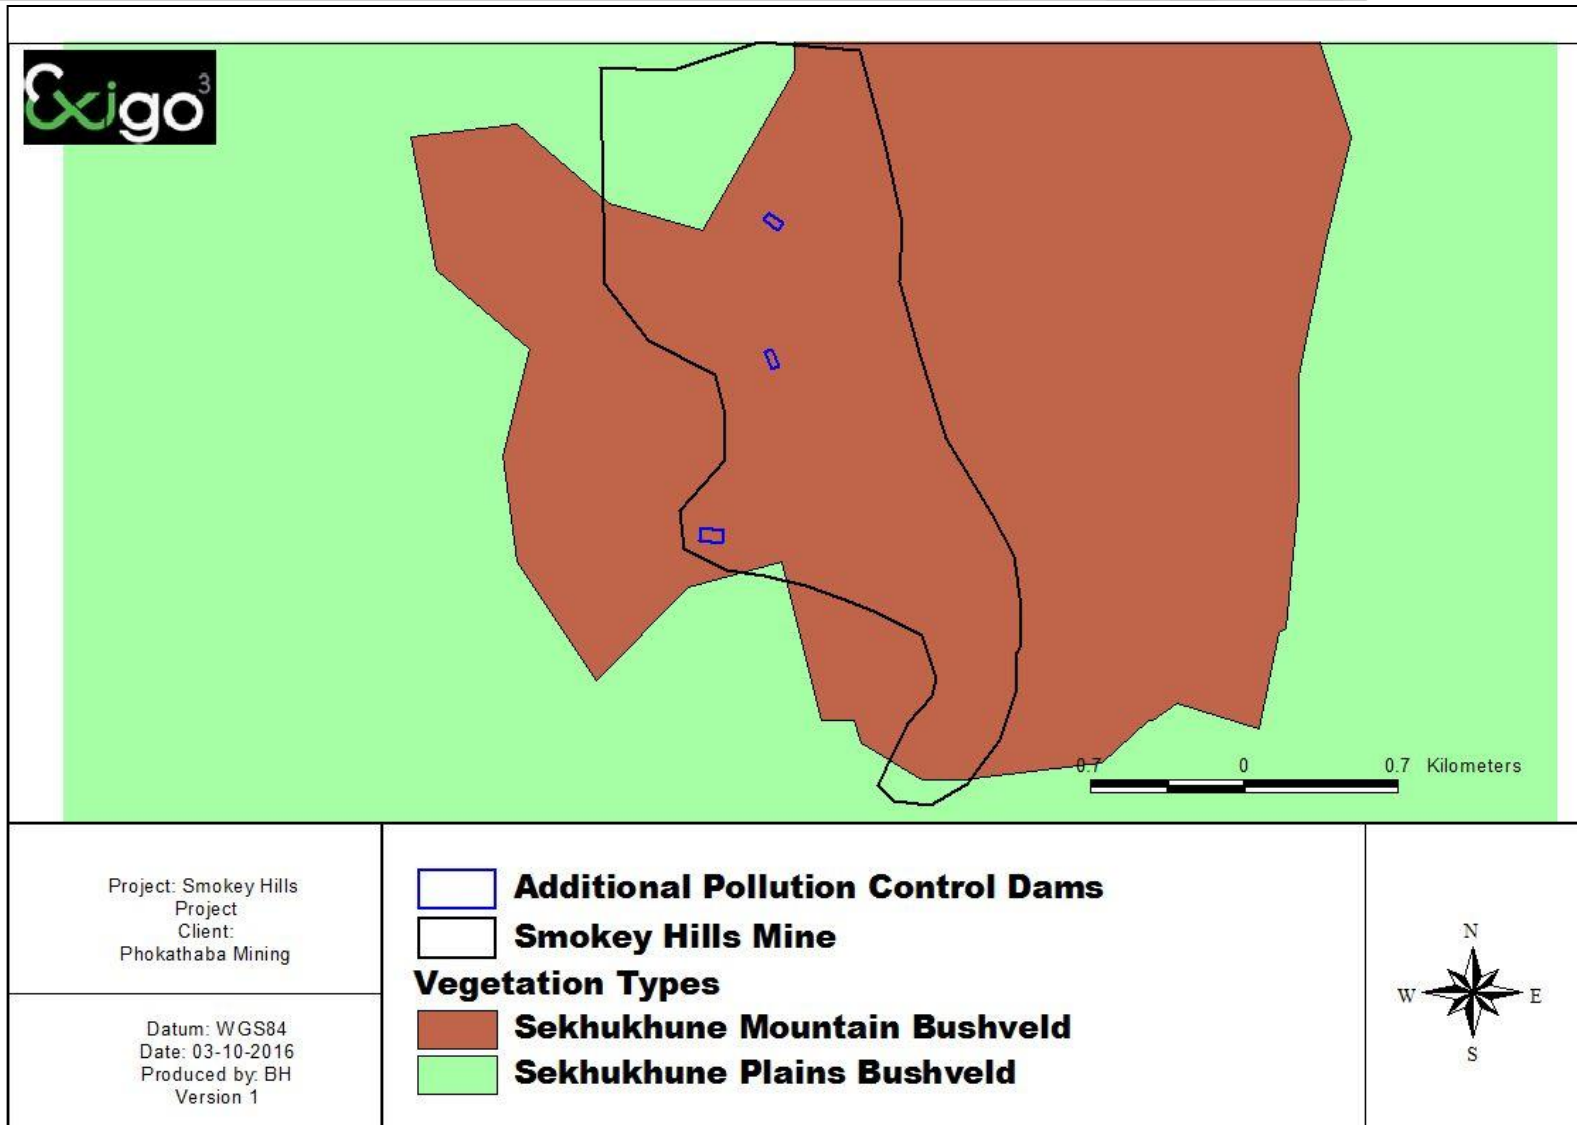 Exigo3
0.7 0 0.7 Kilometers
Project: Smokey Hills
Project
Client:
Phokathaba Mining
Datum: WGS84
Date: 03-10-2016
Produced by: BH
Version 1
Additional Pollution Control Dams
Smokey Hills Mine
Vegetation Types
Sekhukhune Mountain Bushveld
Sekhukhune Plains Bushveld
N
W E
S